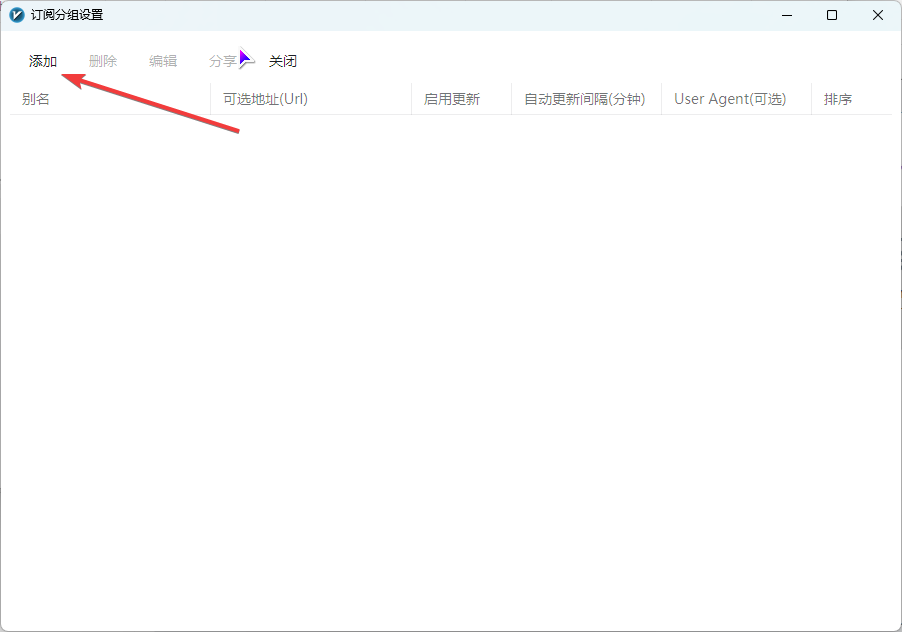 订阅分组设置
添加 删除 编辑 分享 关闭
别名 可选地址(Url) 启用更新 自动更新间隔(分钟) User Agent(可选) 排序